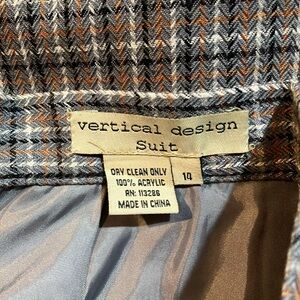 vertical design
Suit
DRY CLEAN ONLY
100% ACRYLIC
RN: 113286
MADE IN CHINA
10